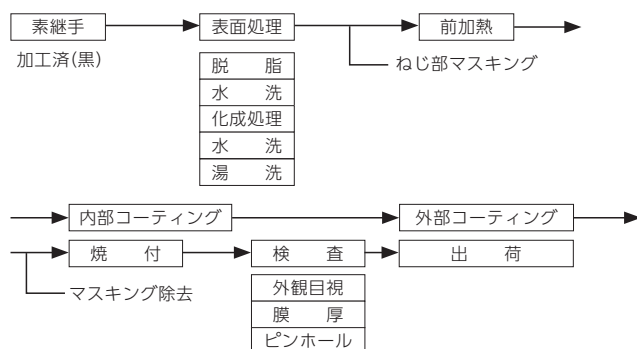 素継手
表面処理
前加熱
加工済(黒)
ねじ部マスキング
脱 脂
水 洗
化成処理
水 洗
湯 洗
内部コーティング
外部コーティング
焼 付
検 査
出 荷
マスキング除去
外観目視
膜 厚
ピンホール